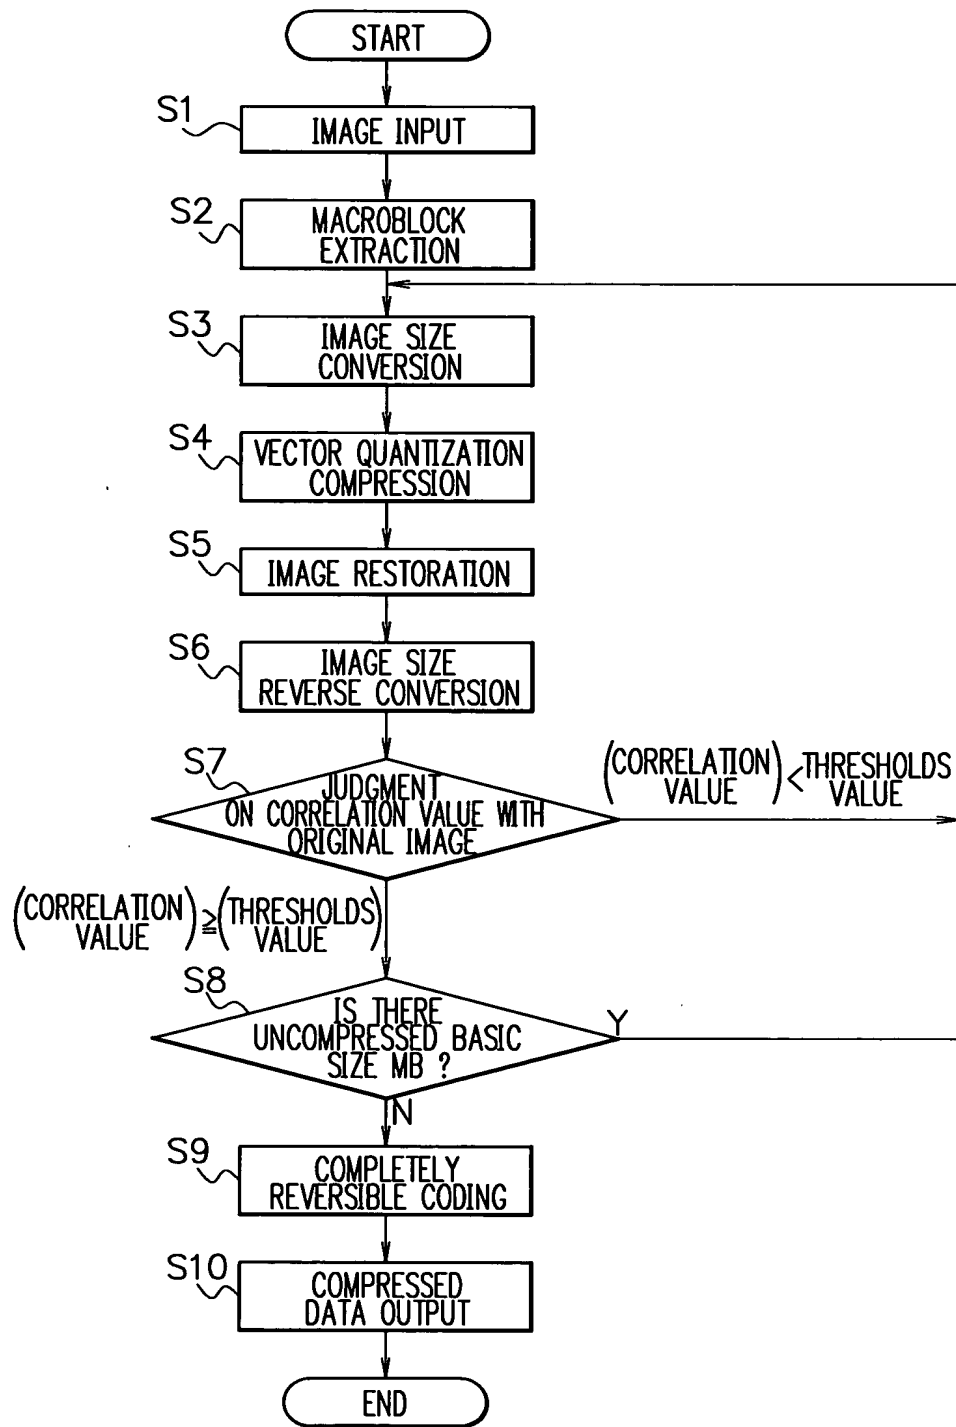 START
S1
IMAGE INPUT
S2
MACROBLOCK
EXTRACTION
S3
IMAGE SIZE
CONVERSION
S4
VECTOR QUANTIZATION
COMPRESSION
S5
IMAGE RESTORATION
S6
IMAGE SIZE
REVERSE CONVERSION
S7
JUDGMENT
ON CORRELATION VALUE WITH
ORIGINAL IMAGE
(CORRELATION VALUE) < THRESHOLDS VALUE
(CORRELATION VALUE) ≧ (THRESHOLDS VALUE)
S8
IS THERE
UNCOMPRESSED BASIC
SIZE MB ?
Y
N
S9
COMPLETELY
REVERSIBLE CODING
S10
COMPRESSED
DATA OUTPUT
END